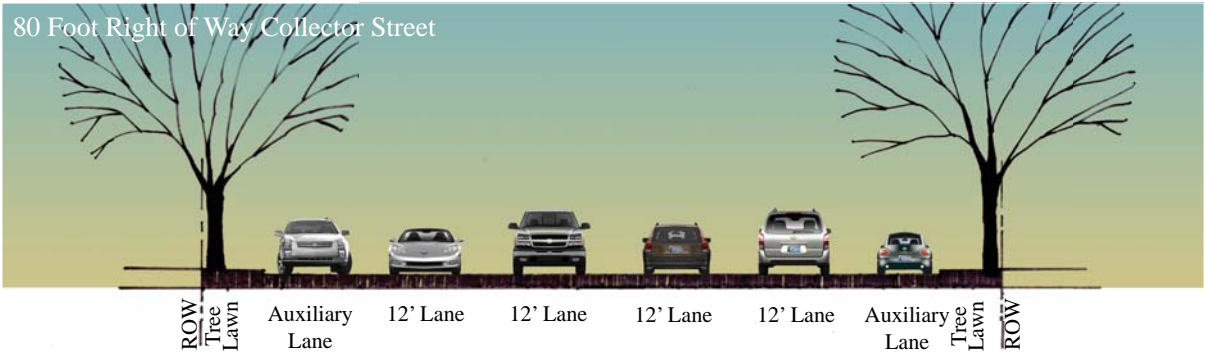 80 Foot Right of Way Collector Street
ROW
Tree
Lawn
Auxiliary
Lane
12’ Lane
12’ Lane
12’ Lane
12’ Lane
Auxiliary
Lane
Tree
Lawn
ROW